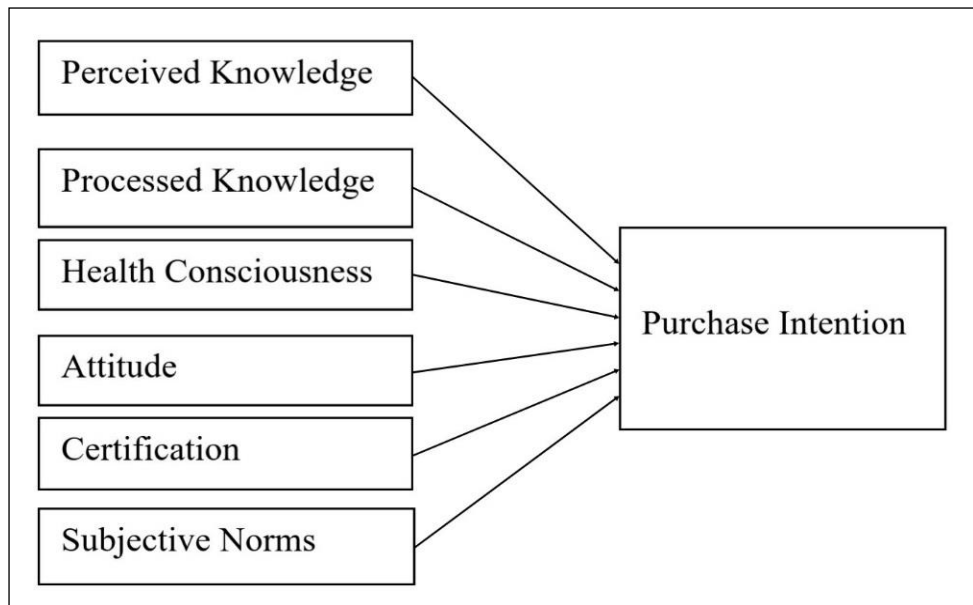 Perceived Knowledge
Processed Knowledge
Health Consciousness
Purchase Intention
Attitude
Certification
Subjective Norms